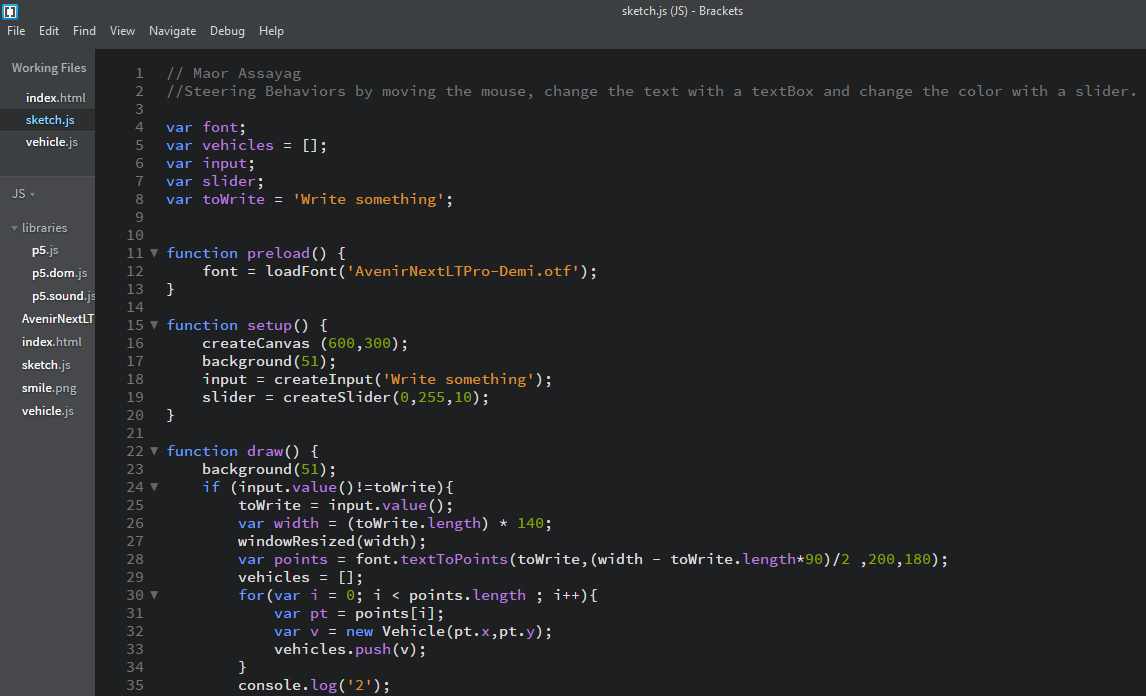 sketch.js (JS) - Brackets
File Edit Find View Navigate Debug Help
Working Files
index.html
sketch.js
vehicle.js
JS
libraries
p5.js
p5.dom.js
p5.sound.js
AvenirNextLT
index.html
sketch.js
smile.png
vehicle.js
1 // Maor Assayag
2 //Steering Behaviors by moving the mouse, change the text with a textBox and change the color with a slider.
3
4 var font;
5 var vehicles = [];
6 var input;
7 var slider;
8 var toWrite = 'Write something';
9
10
11 function preload() {
12     font = loadFont('AvenirNextLTPro-Demi.otf');
13 }
14
15 function setup() {
16     createCanvas (600,300);
17     background(51);
18     input = createInput('Write something');
19     slider = createSlider(0,255,10);
20 }
21
22 function draw() {
23     background(51);
24     if (input.value()!=toWrite){
25         toWrite = input.value();
26         var width = (toWrite.length) * 140;
27         windowResized(width);
28         var points = font.textToPoints(toWrite,(width - toWrite.length*90)/2 ,200,180);
29         vehicles = [];
30         for(var i = 0; i < points.length ; i++){
31             var pt = points[i];
32             var v = new Vehicle(pt.x,pt.y);
33             vehicles.push(v);
34         }
35         console.log('2');